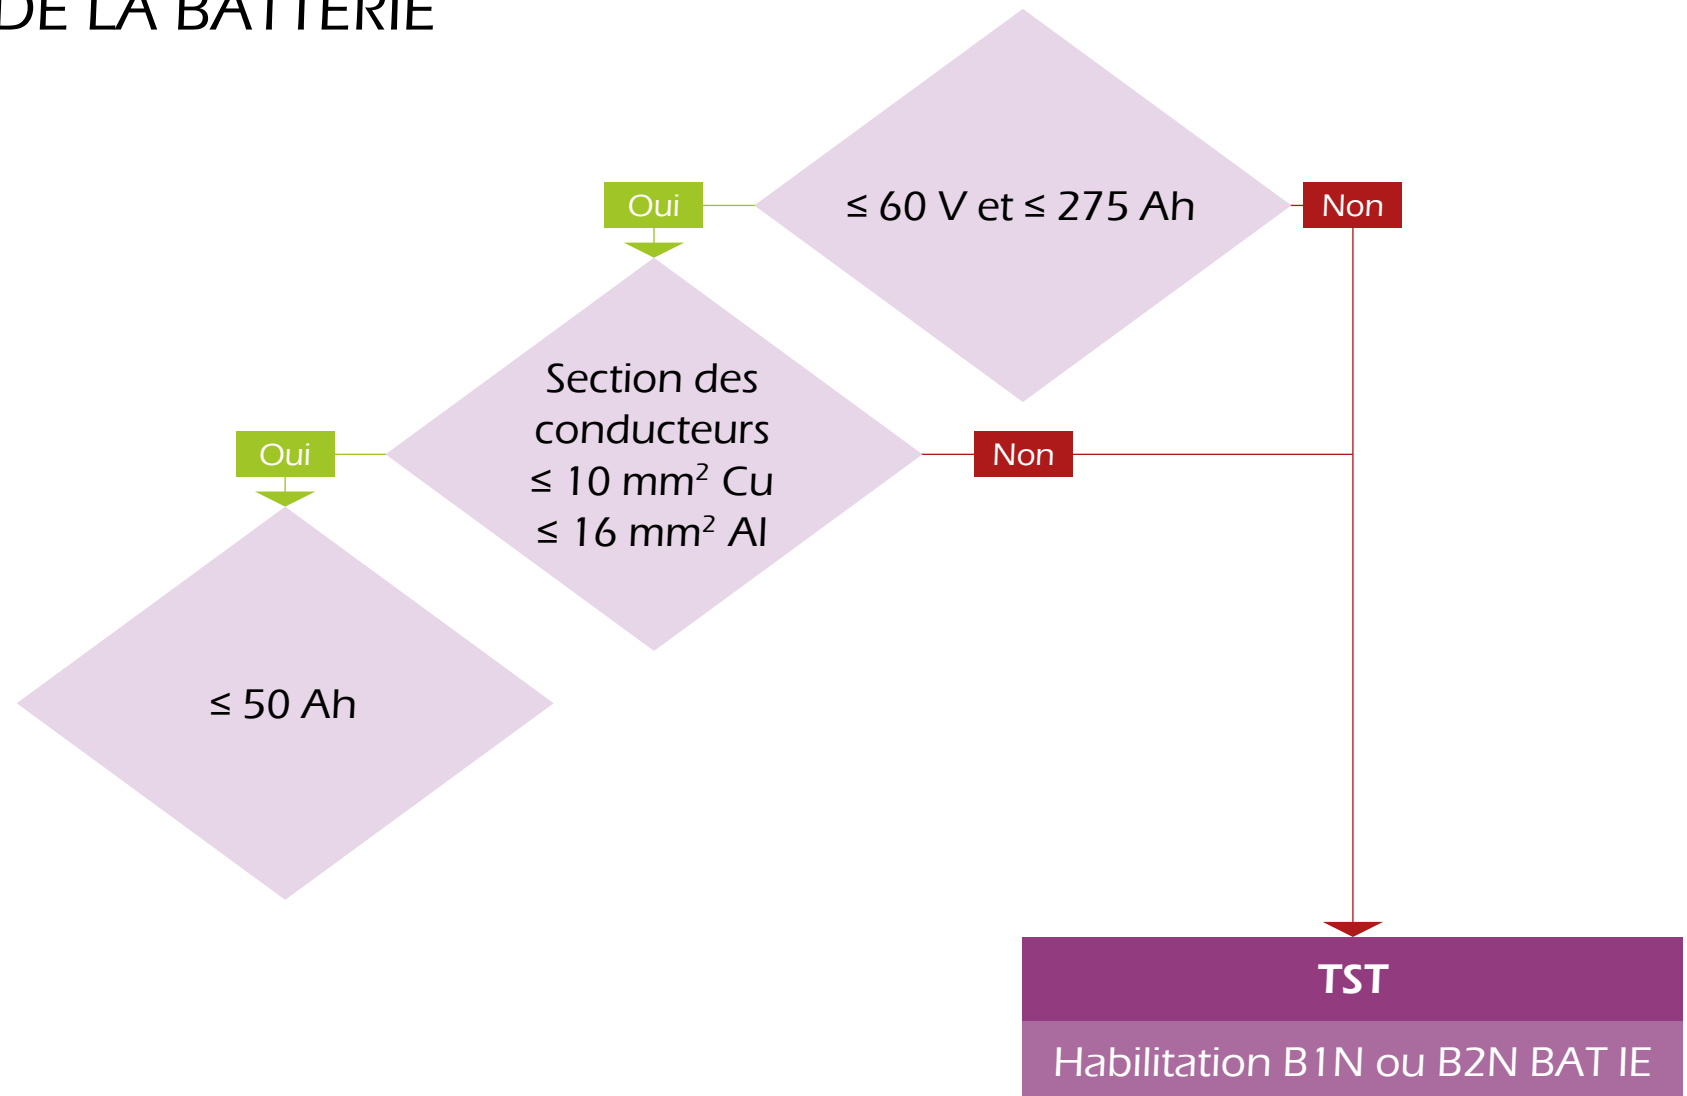 DE LA BATTERIE
≤ 60 V et ≤ 275 Ah
Oui
Non
Section des
conducteurs
≤ 10 mm² Cu
≤ 16 mm² Al
Oui
Non
≤ 50 Ah
TST
Habilitation B1N ou B2N BAT IE